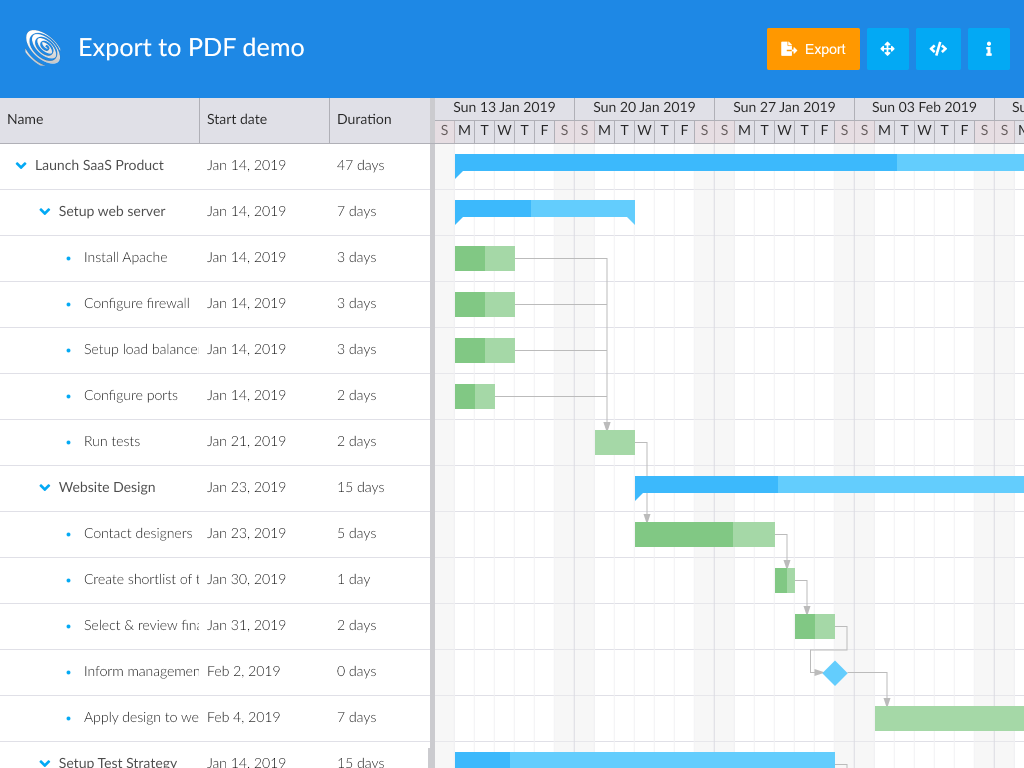 Export to PDF demo
Export
Name Start date Duration
Sun 13 Jan 2019 Sun 20 Jan 2019 Sun 27 Jan 2019 Sun 03 Feb 2019 Su
S M T W T F S S M T W T F S S M T W T F S S M T W T F S S M
Launch SaaS Product Jan 14, 2019 47 days
Setup web server Jan 14, 2019 7 days
Install Apache Jan 14, 2019 3 days
Configure firewall Jan 14, 2019 3 days
Setup load balance Jan 14, 2019 3 days
Configure ports Jan 14, 2019 2 days
Run tests Jan 21, 2019 2 days
Website Design Jan 23, 2019 15 days
Contact designers Jan 23, 2019 5 days
Create shortlist of t Jan 30, 2019 1 day
Select & review fina Jan 31, 2019 2 days
Inform managemen Feb 2, 2019 0 days
Apply design to we Feb 4, 2019 7 days
Setup Test Strategy Jan 14, 2019 15 days